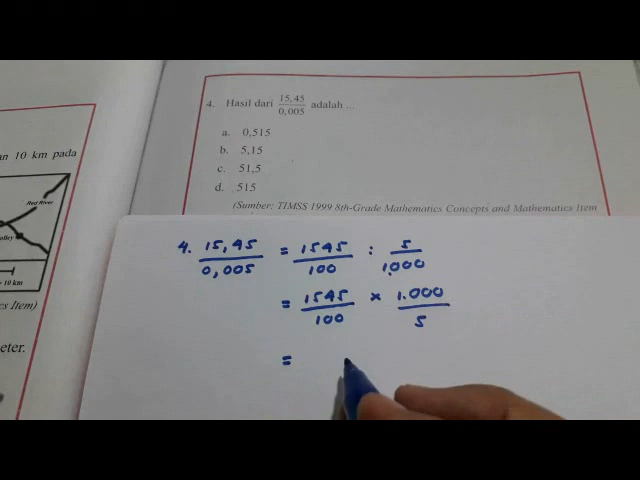 4. Hasil dari 15,45 / 0,005 adalah ...
a. 0,515
b. 5,15
c. 51,5
d. 515
(Sumber: TIMSS 1999 8th-Grade Mathematics Concepts and Mathematics Item
10 km pada
Red River
10 km
Item)
eter.
4. 15,45 / 0,005 = 1545 / 100 : 5 / 1.000
= 1545 / 100 × 1.000 / 5
=